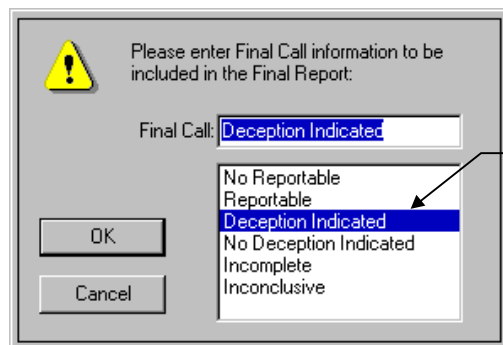 Please enter Final Call information to be
included in the Final Report:
Final Call: Deception Indicated
No Reportable
Reportable
Deception Indicated
No Deception Indicated
Incomplete
Inconclusive
OK
Cancel